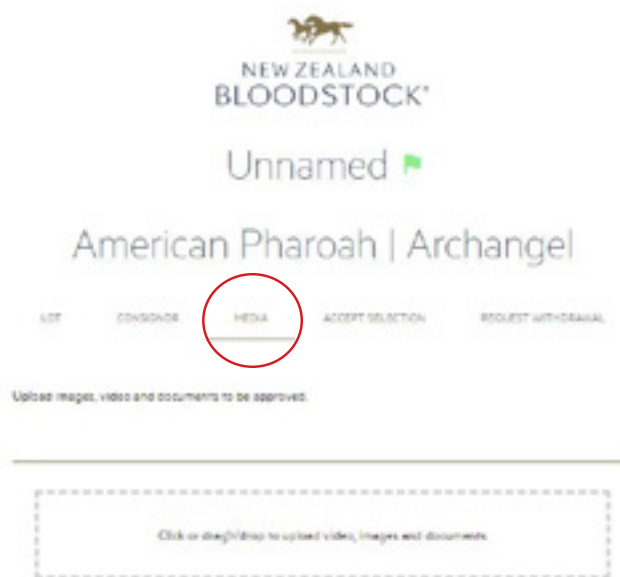 NEW ZEALAND
BLOODSTOCK®
Unnamed
American Pharoah | Archangel
LOT CONSIGNOR MEDIA ACCEPT SELECTION REQUEST WITHDRAWAL
Upload images, video and documents to be approved.
Click or drag'n'drop to upload video, images and documents